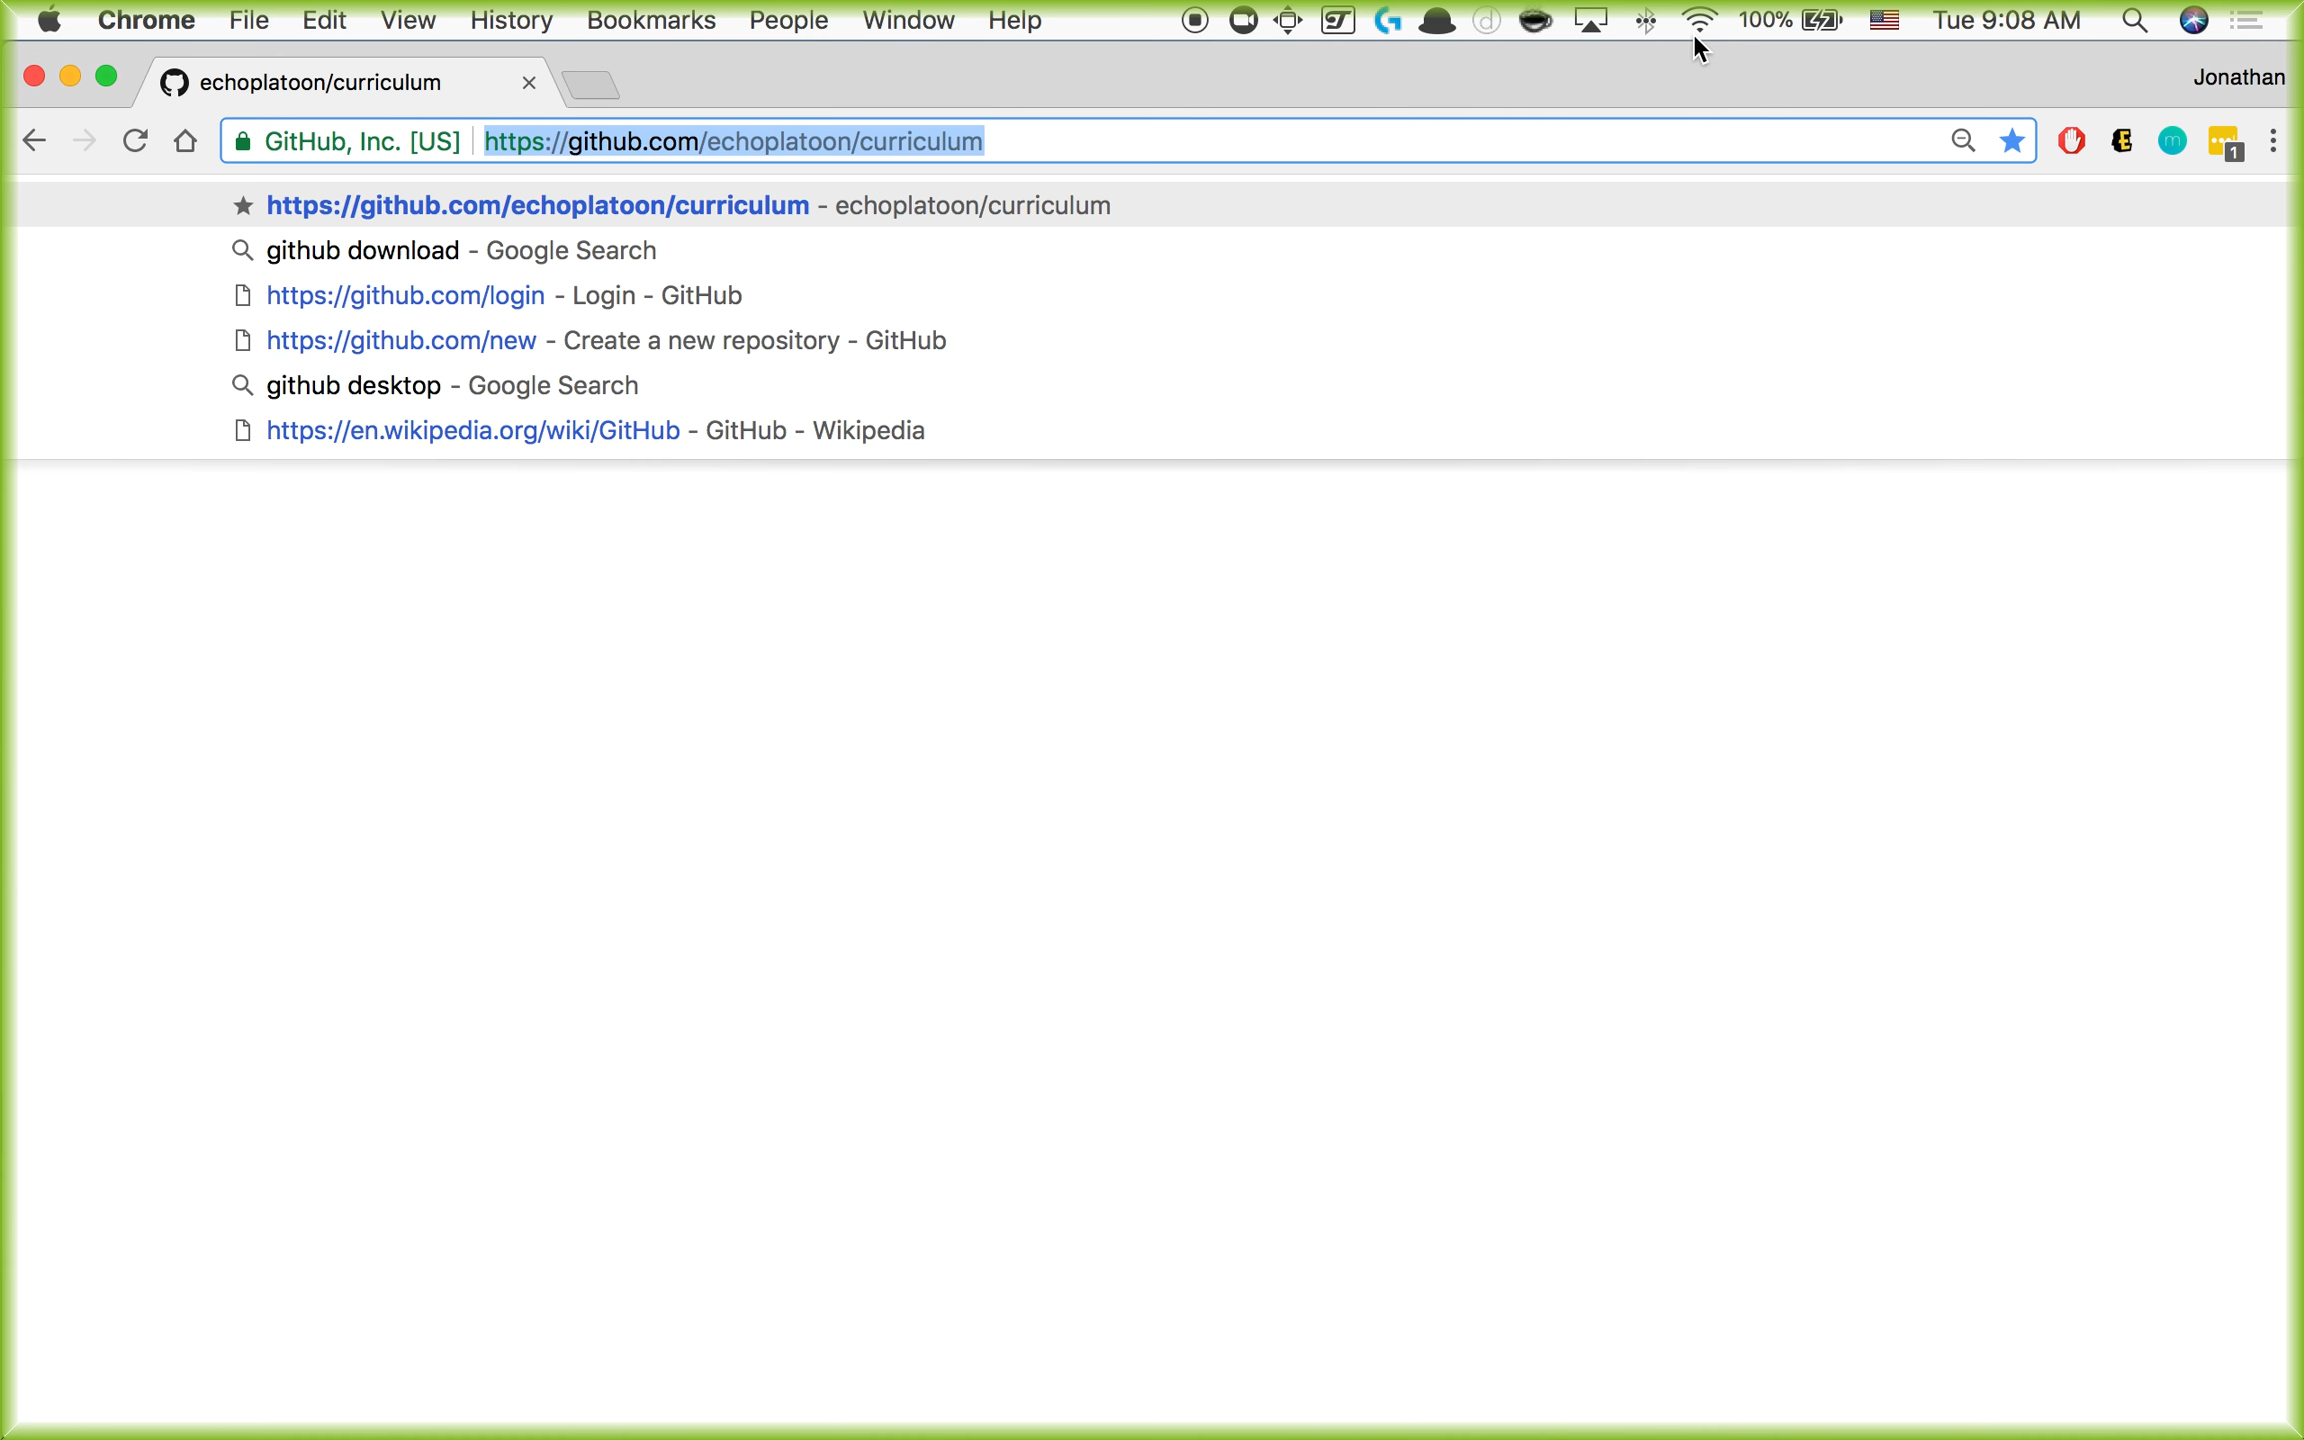 Chrome File Edit View History Bookmarks People Window Help 100% Tue 9:08 AM
echoplatoon/curriculum Jonathan
GitHub, Inc. [US] https://github.com/echoplatoon/curriculum 1
https://github.com/echoplatoon/curriculum - echoplatoon/curriculum
github download - Google Search
https://github.com/login - Login - GitHub
https://github.com/new - Create a new repository - GitHub
github desktop - Google Search
https://en.wikipedia.org/wiki/GitHub - GitHub - Wikipedia